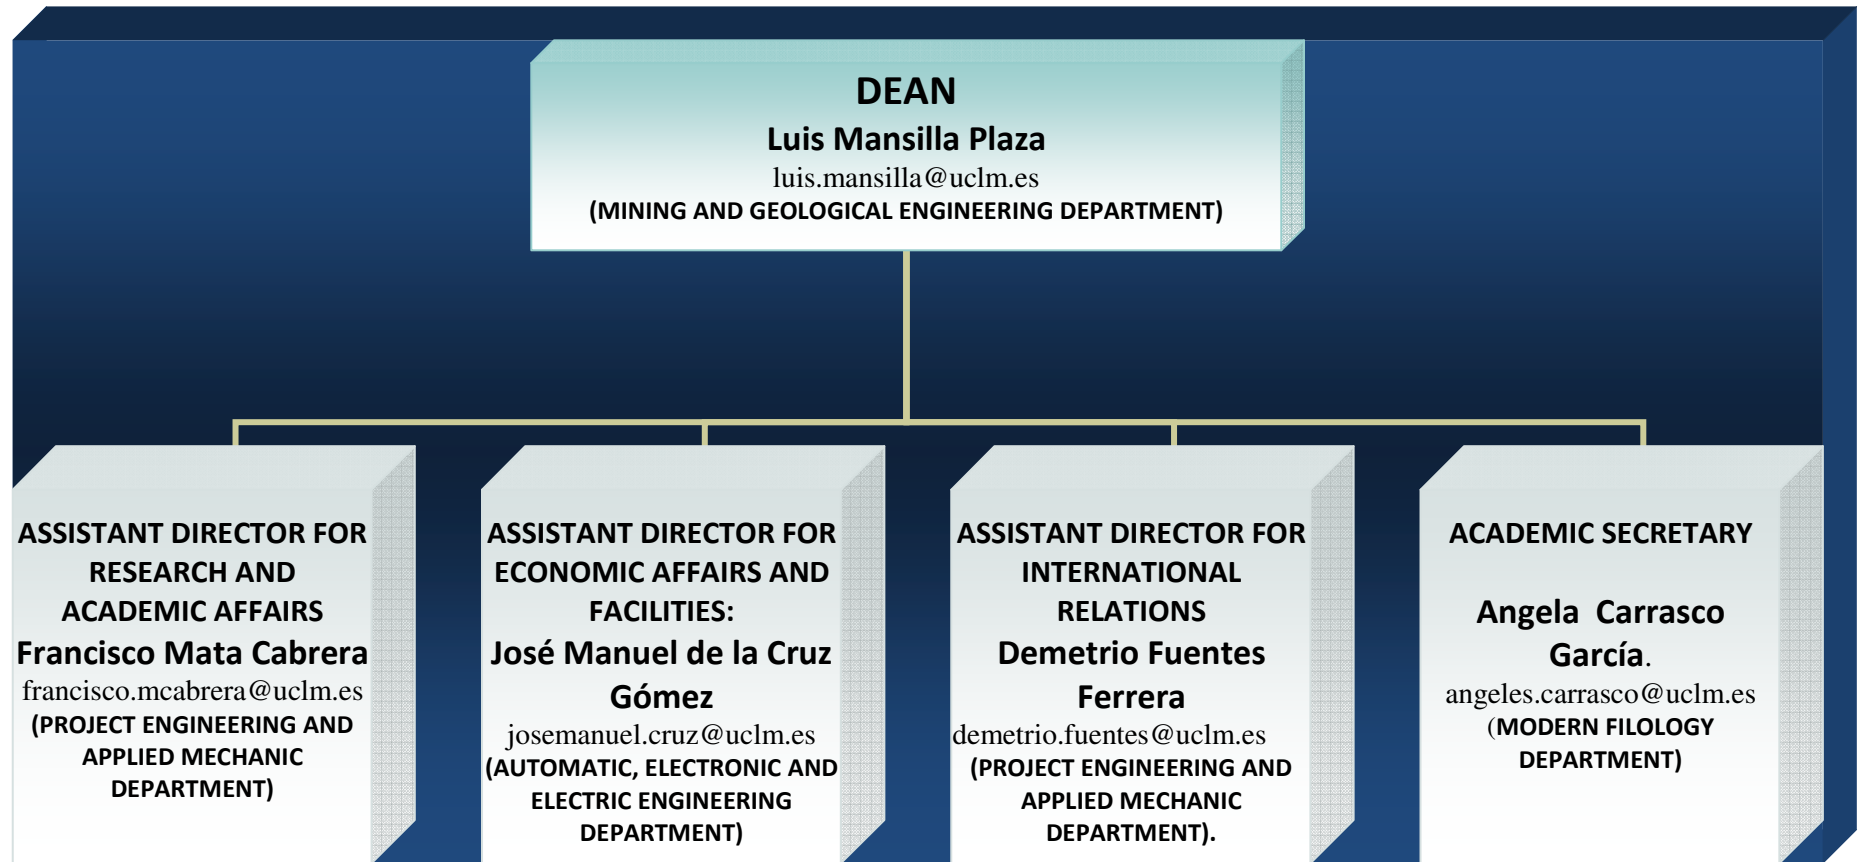 DEAN
Luis Mansilla Plaza
luis.mansilla@uclm.es
(MINING AND GEOLOGICAL ENGINEERING DEPARTMENT)
ASSISTANT DIRECTOR FOR
RESEARCH AND
ACADEMIC AFFAIRS
Francisco Mata Cabrera
francisco.mcabrera@uclm.es
(PROJECT ENGINEERING AND
APPLIED MECHANIC
DEPARTMENT)
ASSISTANT DIRECTOR FOR
ECONOMIC AFFAIRS AND
FACILITIES:
José Manuel de la Cruz
Gómez
josemanuel.cruz@uclm.es
(AUTOMATIC, ELECTRONIC AND
ELECTRIC ENGINEERING
DEPARTMENT)
ASSISTANT DIRECTOR FOR
INTERNATIONAL
RELATIONS
Demetrio Fuentes
Ferrera
demetrio.fuentes@uclm.es
(PROJECT ENGINEERING AND
APPLIED MECHANIC
DEPARTMENT).
ACADEMIC SECRETARY
Angela  Carrasco
García.
angeles.carrasco@uclm.es
(MODERN FILOLOGY
DEPARTMENT)